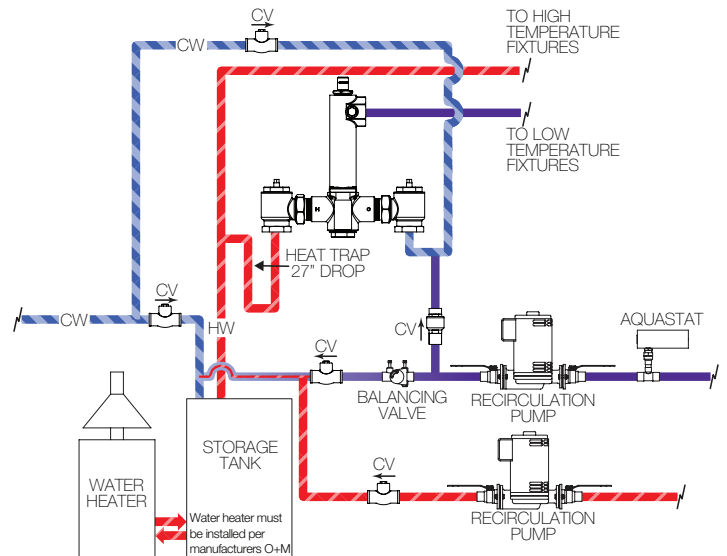 CV
CW
TO HIGH
TEMPERATURE
FIXTURES
TO LOW
TEMPERATURE
FIXTURES
H
C
HEAT TRAP
27" DROP
CV
CW
HW
CV
AQUASTAT
CV
BALANCING
VALVE
RECIRCULATION
PUMP
STORAGE
TANK
WATER
HEATER
CV
Water heater must
be installed per
manufacturers O+M
RECIRCULATION
PUMP